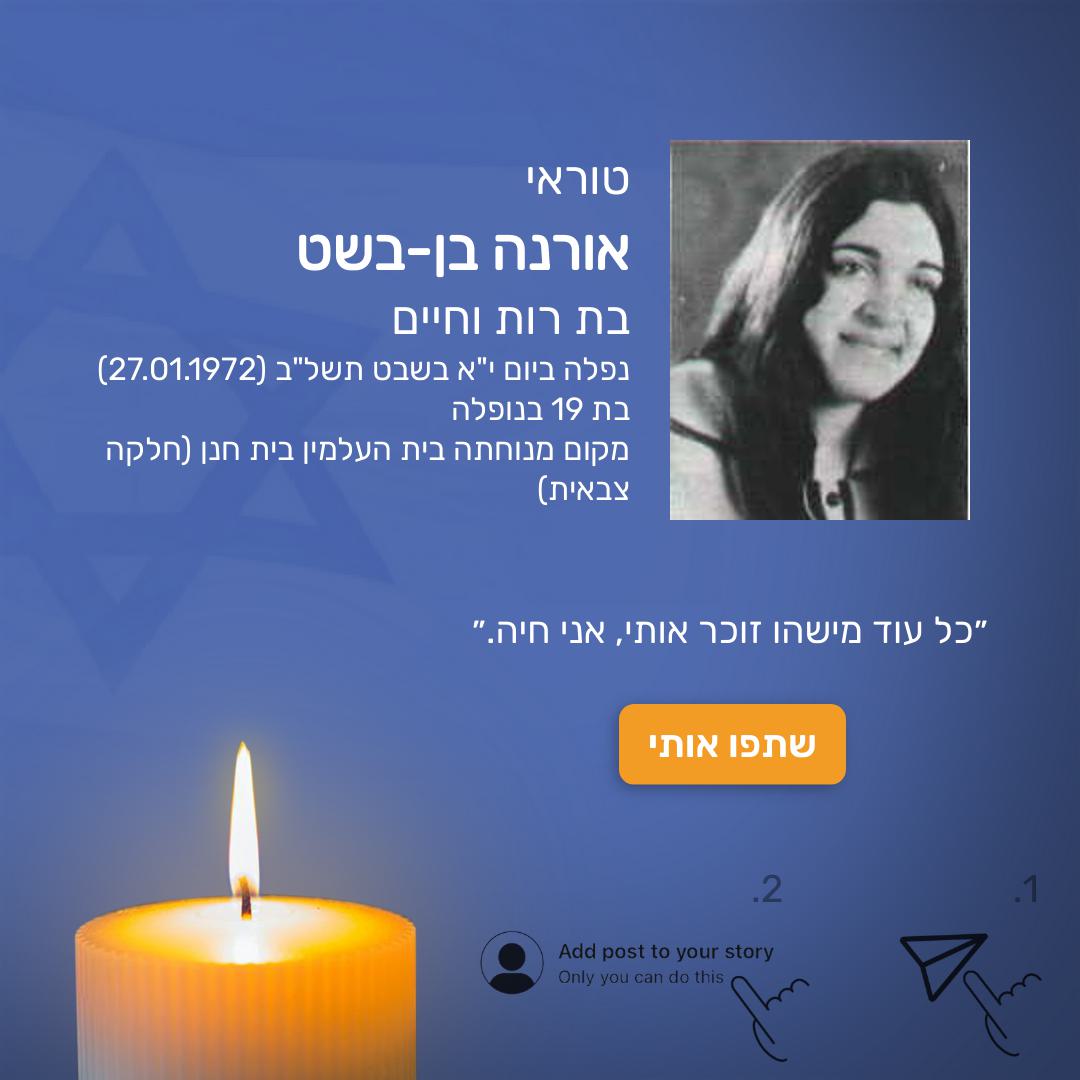 טוראי
אורנה בן-בשט
בת רות וחיים
נפלה ביום י"א בשבט תשל"ב (27.01.1972)
בת 19 בנופלה
מקום מנוחתה בית העלמין בית חנן (חלקה
צבאית)
״כל עוד מישהו זוכר אותי, אני חיה.״
שתפו אותי
.1
.2
Add post to your story
Only you can do this